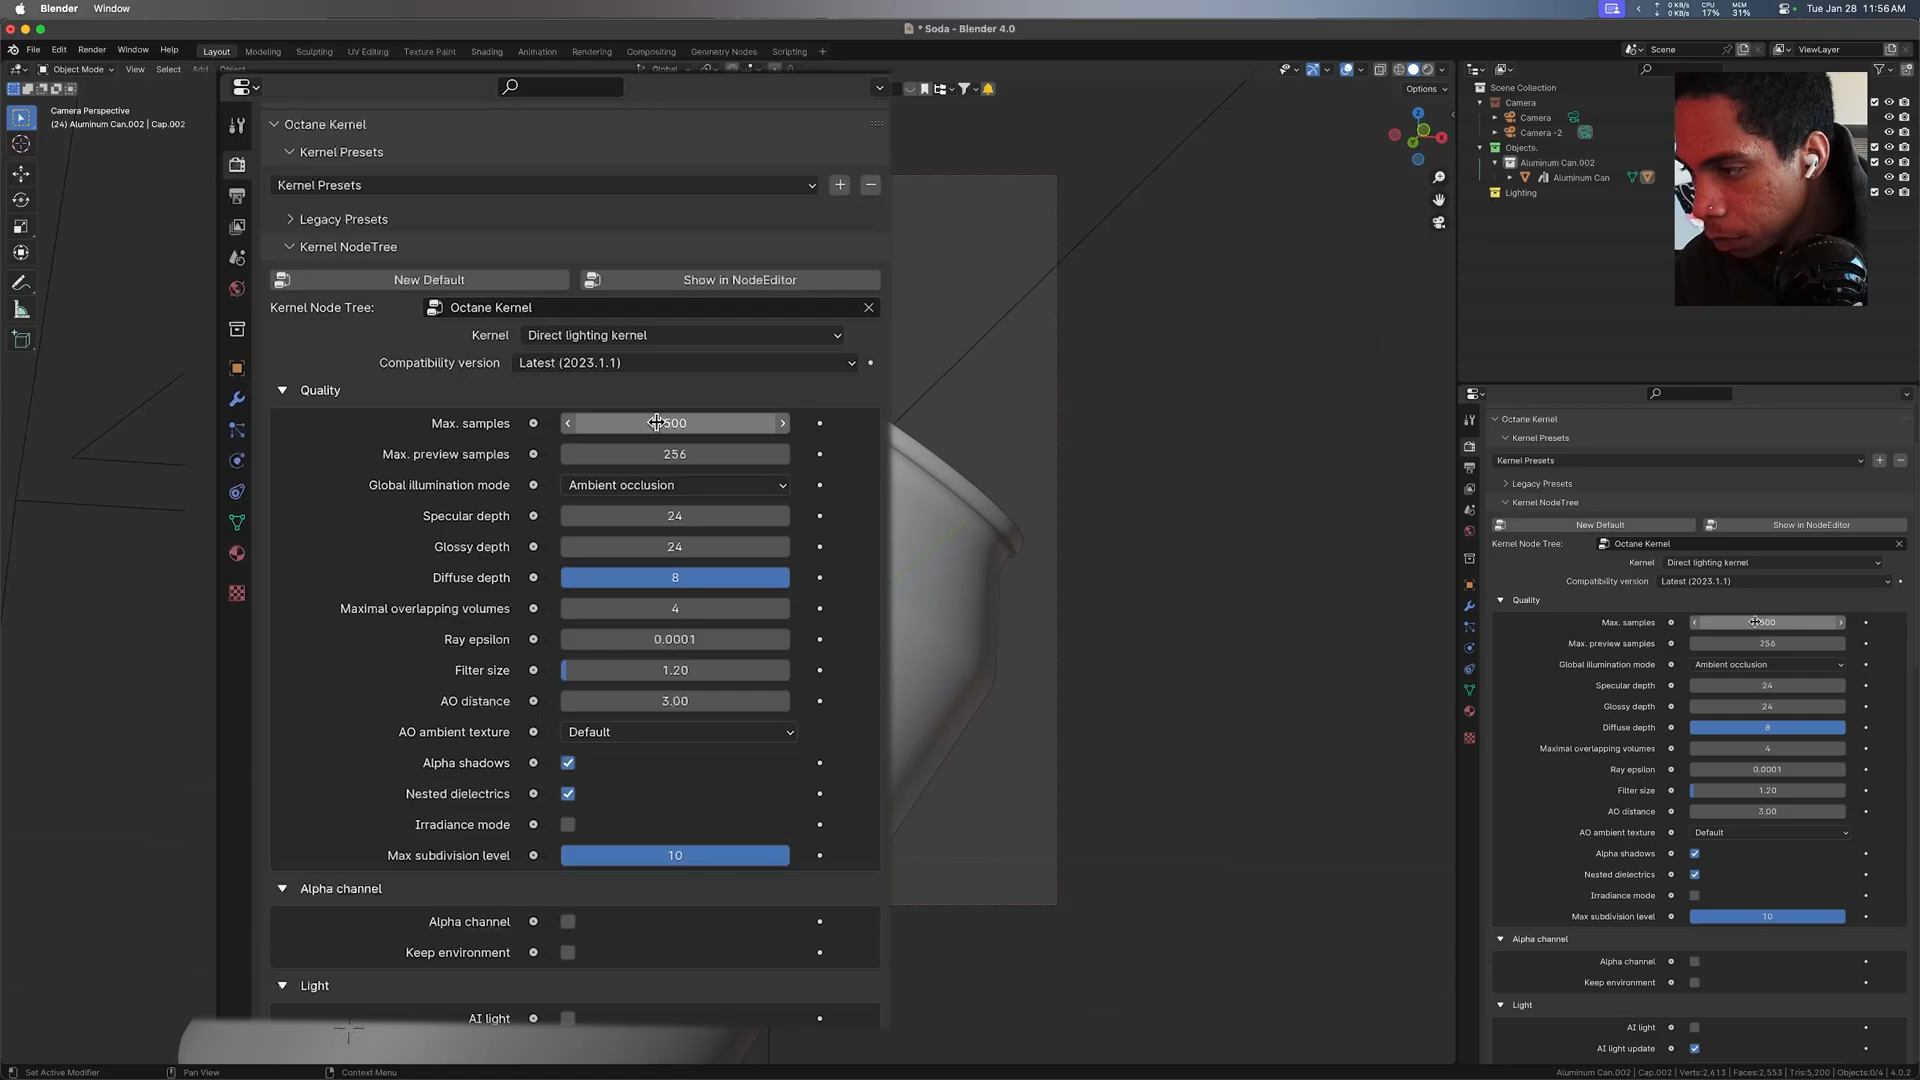 Blender Window
0 KB/s
0 KB/s
CPU 17%
MEM 31%
Tue Jan 28 11:56 AM
* Soda - Blender 4.0
File Edit Render Window Help
Layout Modeling Sculpting UV Editing Texture Paint Shading Animation Rendering Compositing Geometry Nodes Scripting +
Scene
ViewLayer
Object Mode View Select Add Object
Global
Options
Camera Perspective
(24) Aluminum Can.002 | Cap.002
Z
X
Y
Scene Collection
Camera
Camera
Camera -2
Objects.
Aluminum Can.002
Aluminum Can
Lighting
Octane Kernel
Kernel Presets
Kernel Presets
Legacy Presets
Kernel NodeTree
New Default Show in NodeEditor
Kernel Node Tree: Octane Kernel
Kernel Direct lighting kernel
Compatibility version Latest (2023.1.1)
Quality
Max. samples 500
Max. preview samples 256
Global illumination mode Ambient occlusion
Specular depth 24
Glossy depth 24
Diffuse depth 8
Maximal overlapping volumes 4
Ray epsilon 0.0001
Filter size 1.20
AO distance 3.00
AO ambient texture Default
Alpha shadows
Nested dielectrics
Irradiance mode
Max subdivision level 10
Alpha channel
Alpha channel
Keep environment
Light
AI light
Octane Kernel
Kernel Presets
Kernel Presets
Legacy Presets
Kernel NodeTree
New Default Show in NodeEditor
Kernel Node Tree: Octane Kernel
Kernel Direct lighting kernel
Compatibility version Latest (2023.1.1)
Quality
Max. samples 500
Max. preview samples 256
Global illumination mode Ambient occlusion
Specular depth 24
Glossy depth 24
Diffuse depth 8
Maximal overlapping volumes 4
Ray epsilon 0.0001
Filter size 1.20
AO distance 3.00
AO ambient texture Default
Alpha shadows
Nested dielectrics
Irradiance mode
Max subdivision level 10
Alpha channel
Alpha channel
Keep environment
Light
AI light
AI light update
Set Active Modifier Pan View Context Menu
Aluminum Can.002 | Cap.002 | Verts:2,613 | Faces:2,553 | Tris:5,200 | Objects:0/4 | 4.0.2